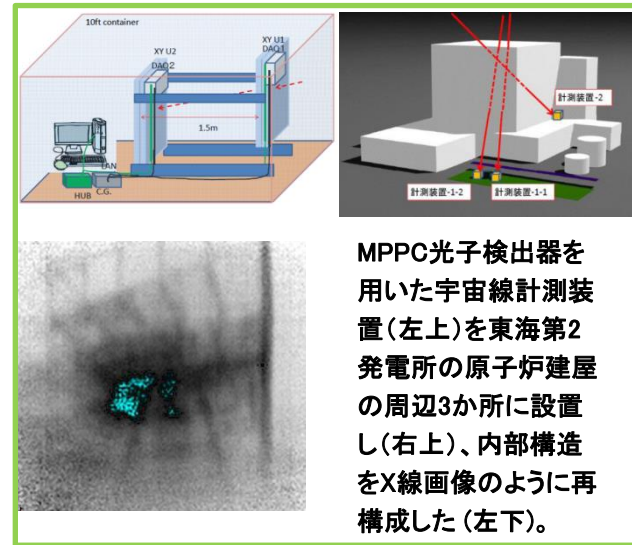 10ft container
XY U2
DAQ2
XY U1
DAQ1
1.5m
LAN
HUB
C.G.
計測装置-2
計測装置-1-2
計測装置-1-1
MPPC光子検出器を
用いた宇宙線計測装
置(左上)を東海第2
発電所の原子炉建屋
の周辺3か所に設置
し(右上)、内部構造
をX線画像のように再
構成した(左下)。